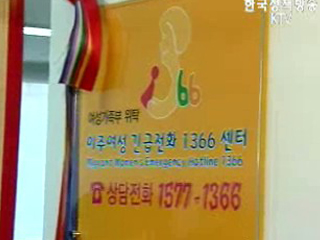 한국정책방송
KTV
1366
여성가족부 위탁
이주여성 긴급전화 1366 센터
Migrant Women's Emergency Hotline 1366
☎상담전화 1577-1366